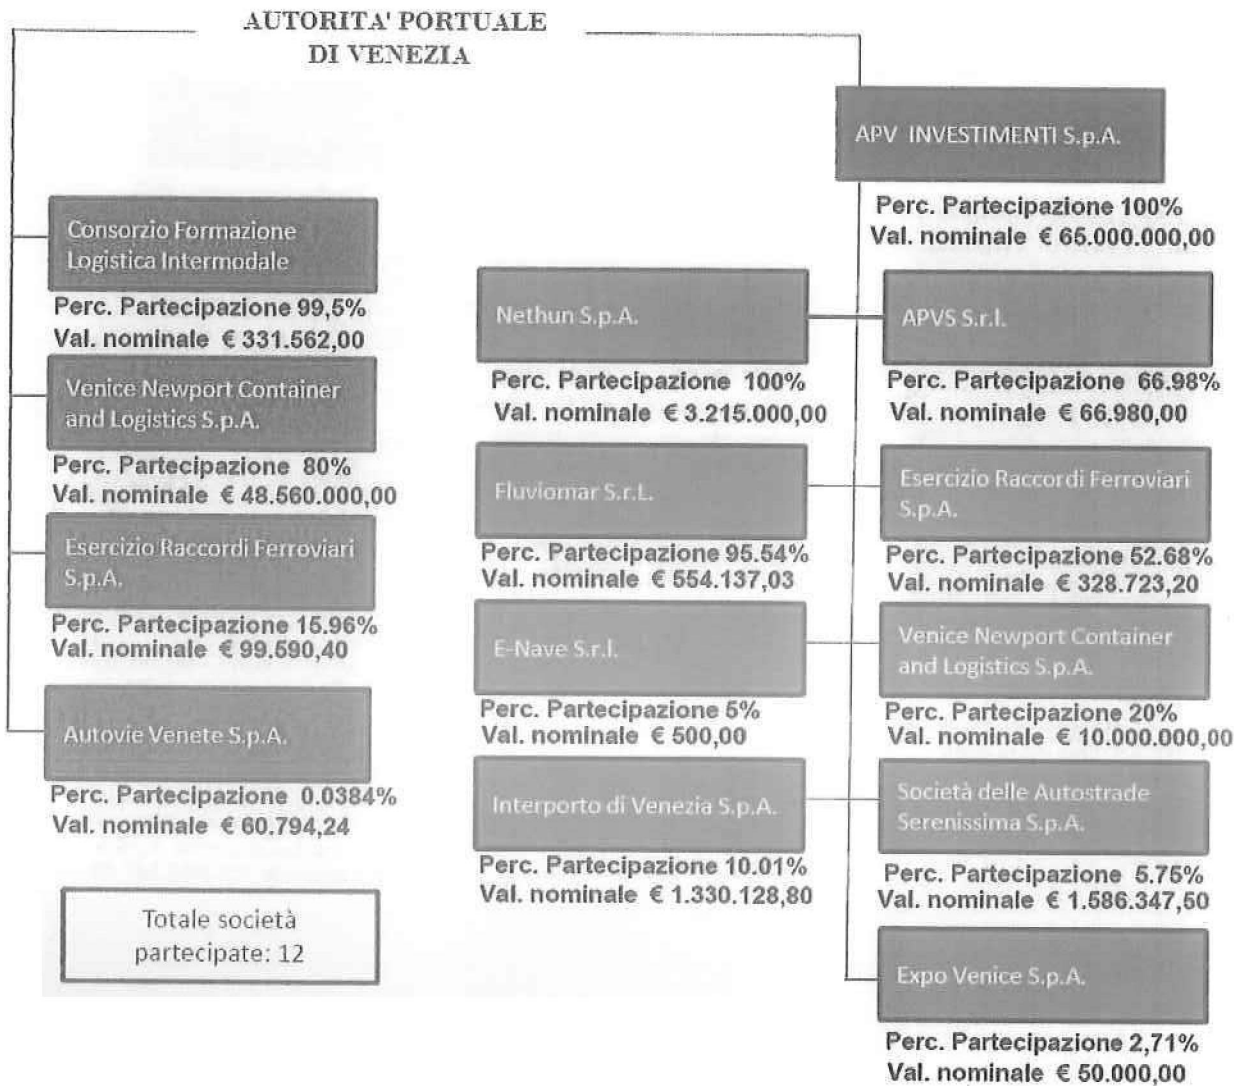 AUTORITA' PORTUALE
DI VENEZIA
APV INVESTIMENTI S.p.A.
Perc. Partecipazione 100%
Val. nominale € 65.000.000,00
Consorzio Formazione
Logistica Intermodale
Perc. Partecipazione 99,5%
Val. nominale € 331.562,00
Venice Newport Container
and Logistics S.p.A.
Perc. Partecipazione 80%
Val. nominale € 48.560.000,00
Esercizio Raccordi Ferroviari
S.p.A.
Perc. Partecipazione 15.96%
Val. nominale € 99.590,40
Autovie Venete S.p.A.
Perc. Partecipazione 0.0384%
Val. nominale € 60.794,24
Totale società
partecipate: 12
Nethun S.p.A.
Perc. Partecipazione 100%
Val. nominale € 3.215.000,00
Fluviomar S.r.L.
Perc. Partecipazione 95.54%
Val. nominale € 554.137,03
E-Nave S.r.l.
Perc. Partecipazione 5%
Val. nominale € 500,00
Interporto di Venezia S.p.A.
Perc. Partecipazione 10.01%
Val. nominale € 1.330.128,80
APVS S.r.l.
Perc. Partecipazione 66.98%
Val. nominale € 66.980,00
Esercizio Raccordi Ferroviari
S.p.A.
Perc. Partecipazione 52.68%
Val. nominale € 328.723,20
Venice Newport Container
and Logistics S.p.A.
Perc. Partecipazione 20%
Val. nominale € 10.000.000,00
Società delle Autostrade
Serenissima S.p.A.
Perc. Partecipazione 5.75%
Val. nominale € 1.586.347,50
Expo Venice S.p.A.
Perc. Partecipazione 2,71%
Val. nominale € 50.000,00